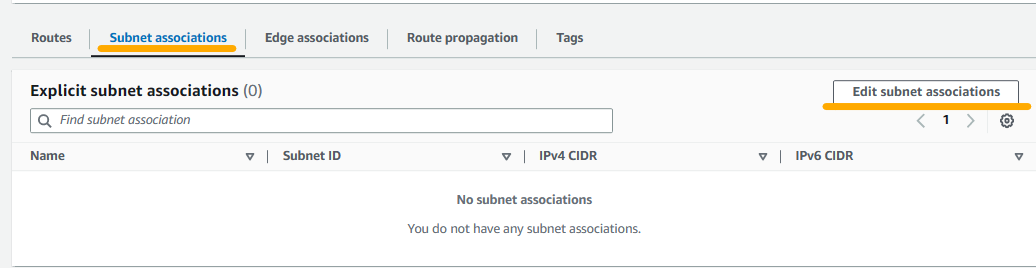 Routes Subnet associations Edge associations Route propagation Tags
Explicit subnet associations (0) Edit subnet associations
Find subnet association 1
Name Subnet ID IPv4 CIDR IPv6 CIDR
No subnet associations
You do not have any subnet associations.